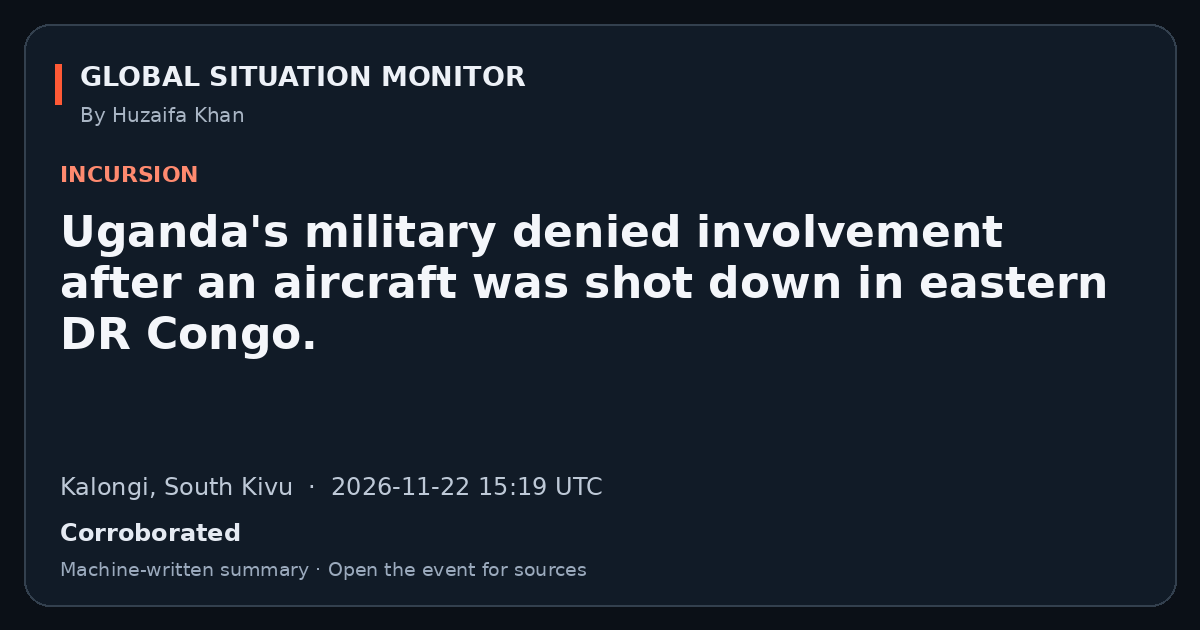 GLOBAL SITUATION MONITOR
By Huzaifa Khan
INCURSION
Uganda's military denied involvement
after an aircraft was shot down in eastern
DR Congo.
Kalongi, South Kivu · 2026-11-22 15:19 UTC
Corroborated
Machine-written summary · Open the event for sources